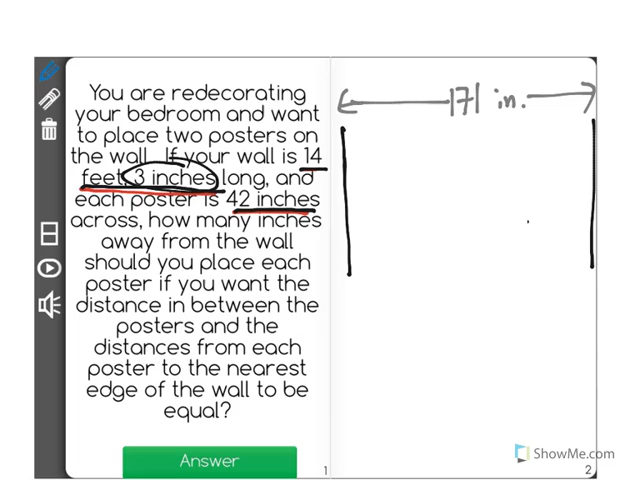 You are redecorating
your bedroom and want
to place two posters on
the wall. If your wall is 14
feet, 3 inches long, and
each poster is 42 inches
across, how many inches
away from the wall
should you place each
poster if you want the
distance in between the
posters and the
distances from each
poster to the nearest
edge of the wall to be
equal?
Answer
1
171 in.
ShowMe.com
2